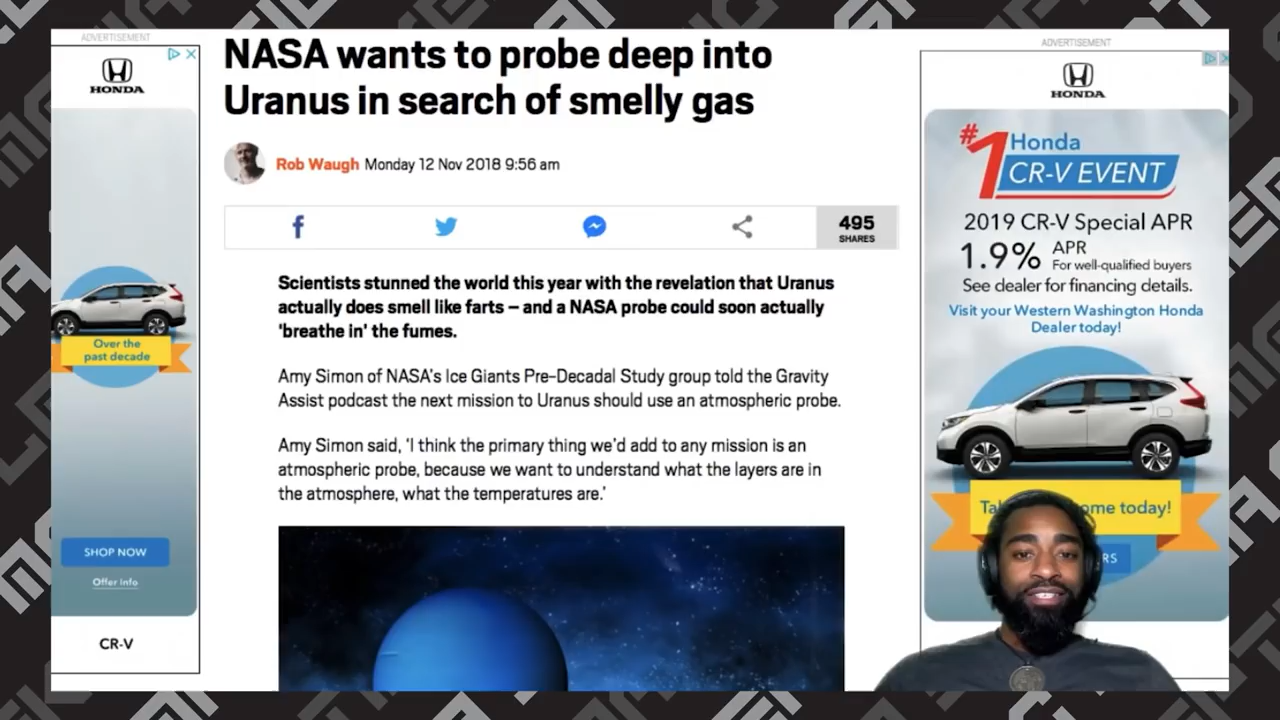 ADVERTISEMENT
HONDA
Over the
past decade
SHOP NOW
Offer Info
CR-V
NASA wants to probe deep into
Uranus in search of smelly gas
Rob Waugh Monday 12 Nov 2018 9:56 am
495
SHARES
Scientists stunned the world this year with the revelation that Uranus
actually does smell like farts – and a NASA probe could soon actually
‘breathe in’ the fumes.
Amy Simon of NASA’s Ice Giants Pre-Decadal Study group told the Gravity
Assist podcast the next mission to Uranus should use an atmospheric probe.
Amy Simon said, ‘I think the primary thing we’d add to any mission is an
atmospheric probe, because we want to understand what the layers are in
the atmosphere, what the temperatures are.’
ADVERTISEMENT
HONDA
#1 Honda
CR-V EVENT
2019 CR-V Special APR
1.9% APR
For well-qualified buyers
See dealer for financing details.
Visit your Western Washington Honda
Dealer today!
today!